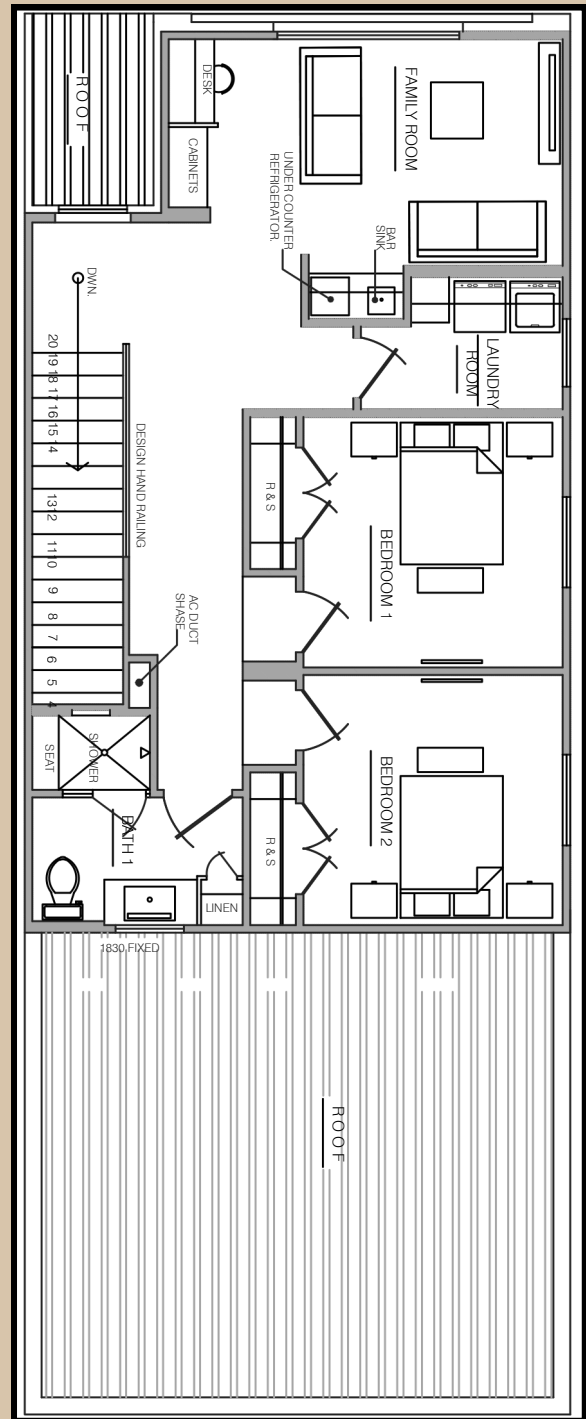 ROOF
DESK
CABINETS
FAMILY ROOM
UNDER COUNTER
REFRIGERATOR.
BAR
SINK
LAUNDRY
ROOM
DWN.
20
19
18
17
16
15
14
13
12
11
10
9
8
7
6
5
4
DESIGN HAND RAILING
R & S
BEDROOM 1
AC DUCT
SHASE
SHOWER
SEAT
BEDROOM 2
R & S
BATH 1
LINEN
1830 FIXED
ROOF